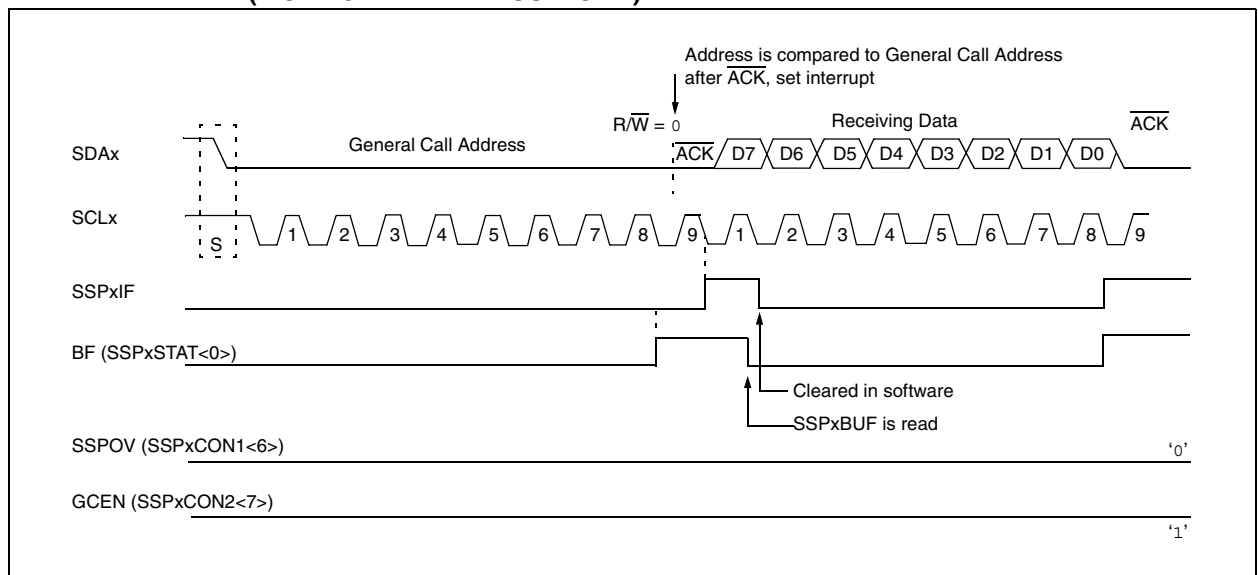 Address is compared to General Call Address
after ACK, set interrupt
R/W = 0
Receiving Data
ACK
SDAx
General Call Address
ACK D7 D6 D5 D4 D3 D2 D1 D0
SCLx
S
1 2 3 4 5 6 7 8 9 1 2 3 4 5 6 7 8 9
SSPxIF
BF (SSPxSTAT<0>)
Cleared in software
SSPxBUF is read
SSPOV (SSPxCON1<6>)
‘0’
GCEN (SSPxCON2<7>)
‘1’